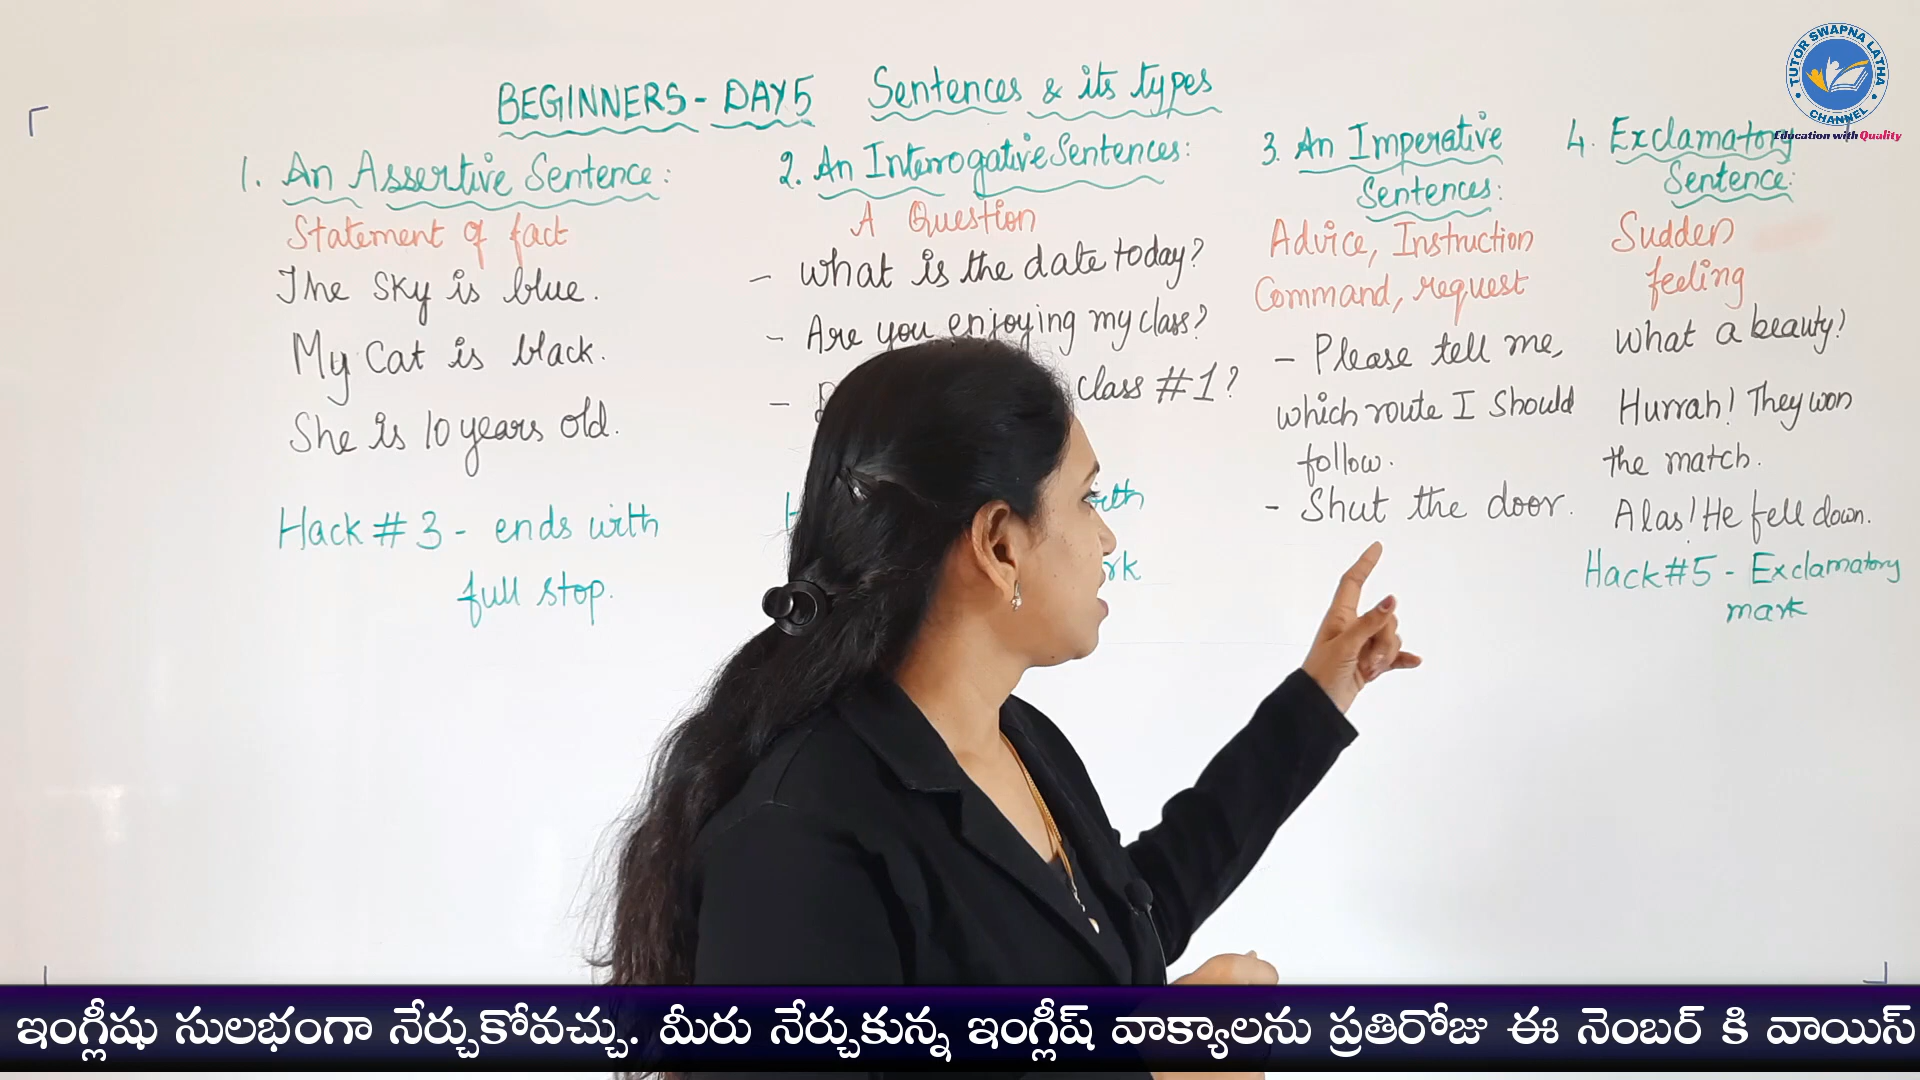 BEGINNERS - DAY 5 Sentences & its types
1. An Assertive Sentence:
Statement of fact
The Sky is blue.
My Cat is black.
She is 10 years old.
Hack # 3 - ends with
full stop.
2. An Interrogative Sentences:
A Question
- What is the date today?
- Are you enjoying my class?
- class #1?
3. An Imperative
Sentences:
Advice, Instruction
Command, request
- Please tell me,
which route I should
follow.
- Shut the door.
4. Exclamatory
Sentence:
Sudden
feeling
What a beauty!
Hurrah! They won
the match.
Alas! He fell down.
Hack #5 - Exclamatory
mark
TUTOR SWAPNA LATHA
CHANNEL
Education with Quality
ఇంగ్లీషు సులభంగా నేర్చుకోవచ్చు. మీరు నేర్చుకున్న ఇంగ్లీష్ వాక్యాలను ప్రతిరోజు ఈ నెంబర్ కి వాయిస్